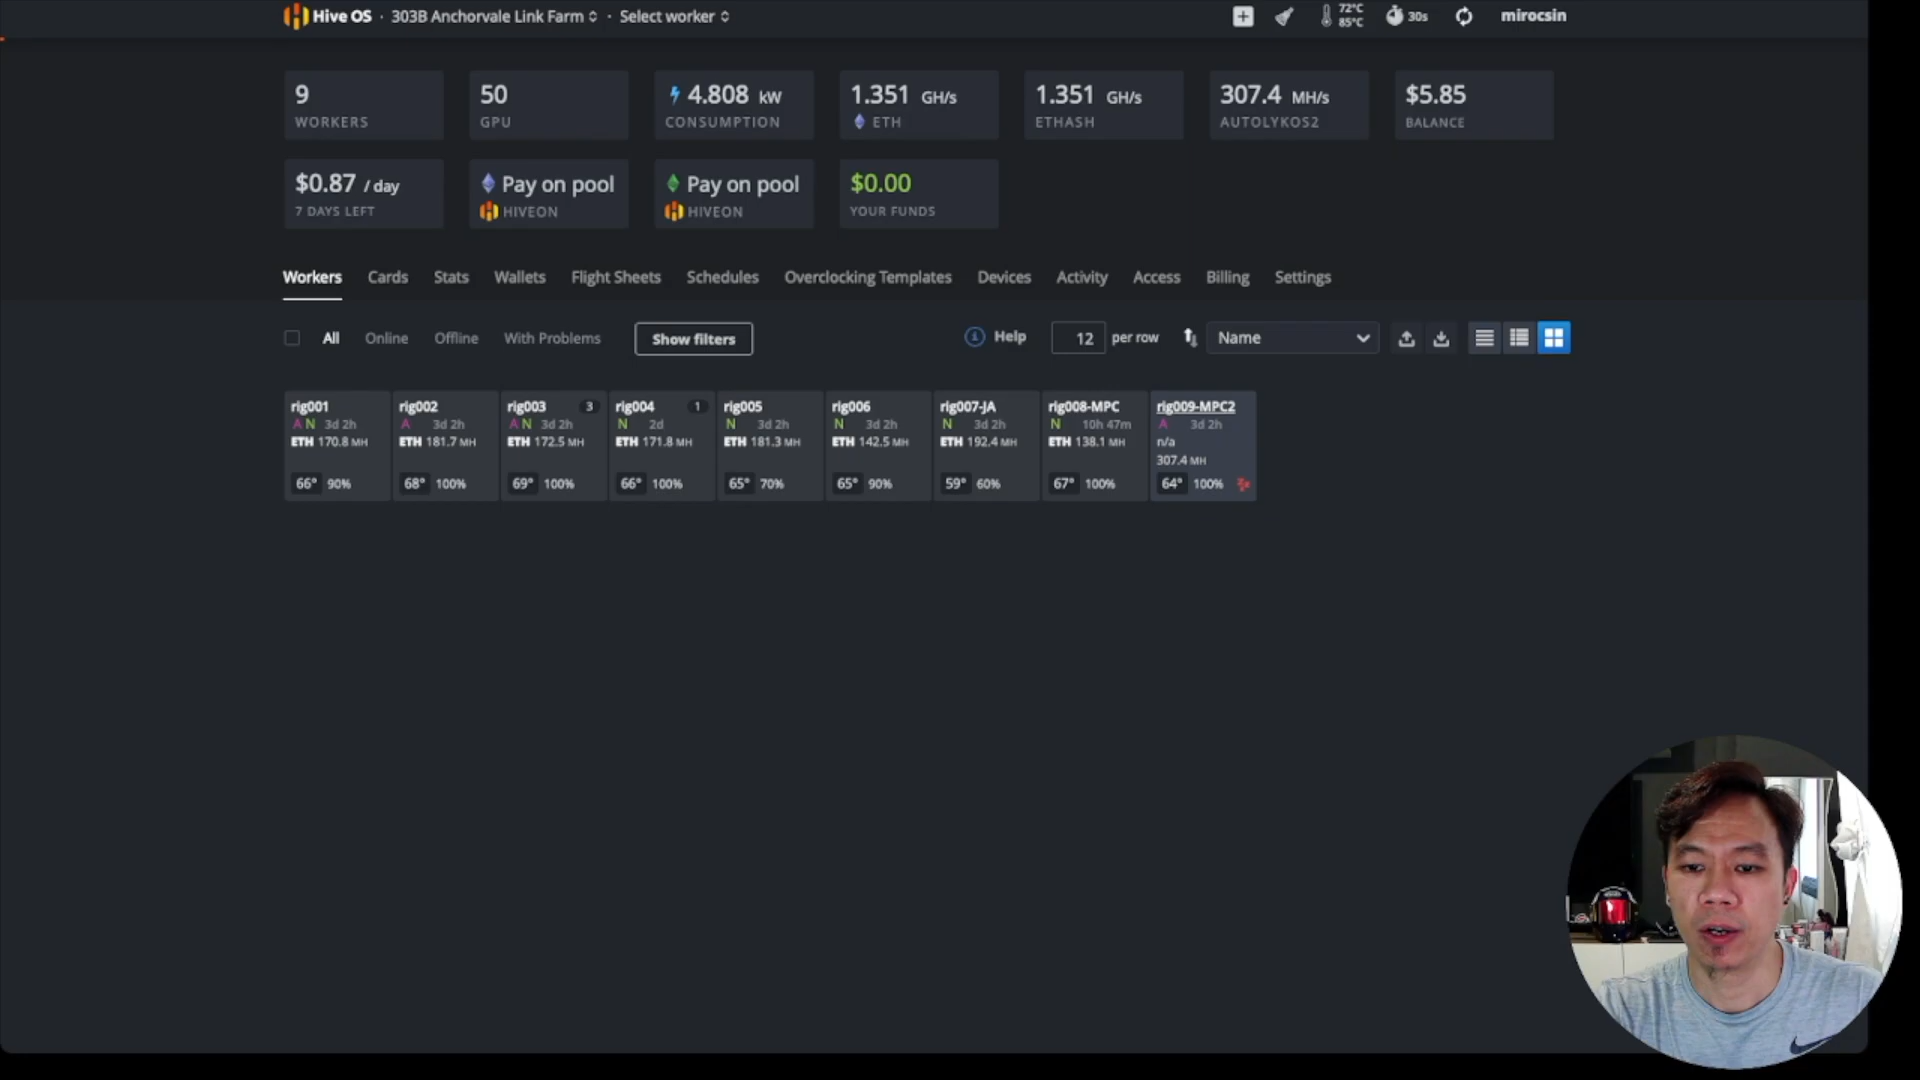 Hive OS · 303B Anchorvale Link Farm · Select worker
72°C
85°C
30s
mirocsin
9
WORKERS
50
GPU
4.808 kW
CONSUMPTION
1.351 GH/s
ETH
1.351 GH/s
ETHASH
307.4 MH/s
AUTOLYKOS2
$5.85
BALANCE
$0.87 / day
7 DAYS LEFT
Pay on pool
HIVEON
Pay on pool
HIVEON
$0.00
YOUR FUNDS
Workers Cards Stats Wallets Flight Sheets Schedules Overclocking Templates Devices Activity Access Billing Settings
All Online Offline With Problems Show filters Help 12 per row Name
rig001
A N 3d 2h
ETH 170.8 MH
66° 90%
rig002
A 3d 2h
ETH 181.7 MH
68° 100%
rig003 3
A N 3d 2h
ETH 172.5 MH
69° 100%
rig004 1
N 2d
ETH 171.8 MH
66° 100%
rig005
N 3d 2h
ETH 181.3 MH
65° 70%
rig006
N 3d 2h
ETH 142.5 MH
65° 90%
rig007-JA
N 3d 2h
ETH 192.4 MH
59° 60%
rig008-MPC
N 10h 47m
ETH 138.1 MH
67° 100%
rig009-MPC2
A 3d 2h
n/a
307.4 MH
64° 100%